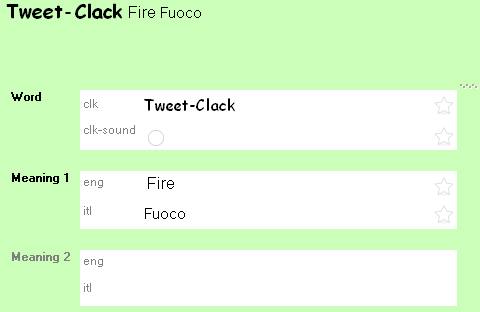 Tweet-Clack Fire Fuoco
Word
clk Tweet-Clack
clk-sound
Meaning 1
eng Fire
itl Fuoco
Meaning 2
eng
itl